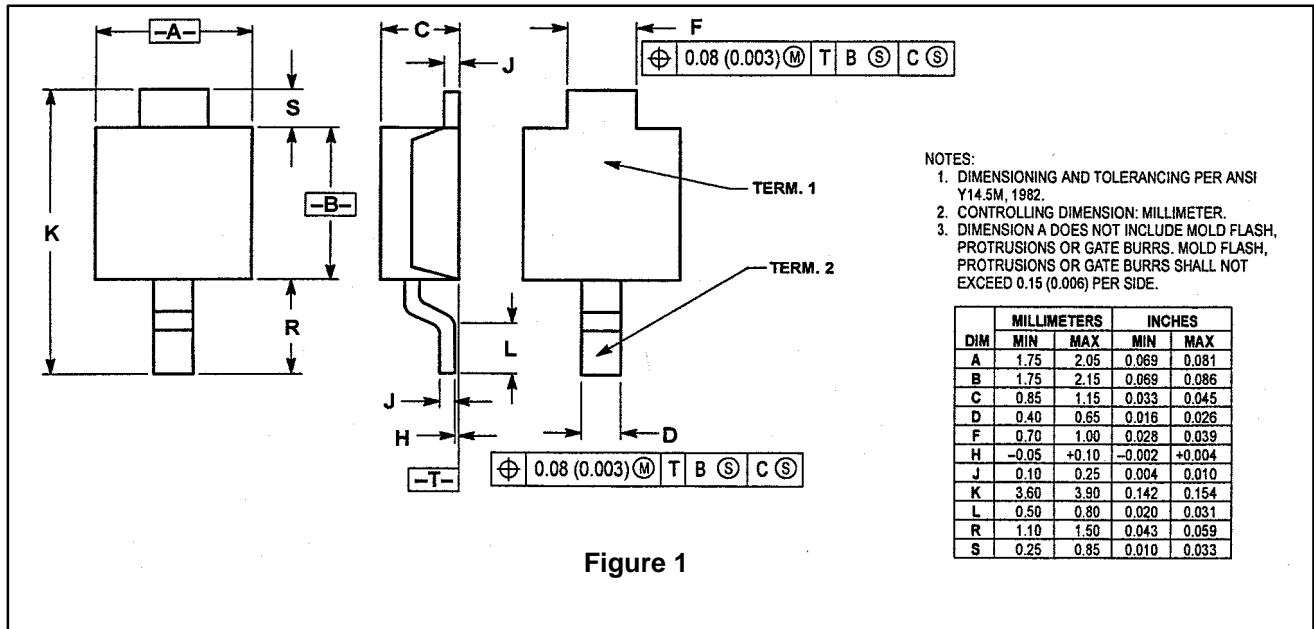 –A–
C
F
⌖ 0.08 (0.003) Ⓜ T B Ⓢ C Ⓢ
J
S
K
–B–
TERM. 1
TERM. 2
R
L
J
H
D
–T–
⌖ 0.08 (0.003) Ⓜ T B Ⓢ C Ⓢ
NOTES:
1. DIMENSIONING AND TOLERANCING PER ANSI
Y14.5M, 1982.
2. CONTROLLING DIMENSION: MILLIMETER.
3. DIMENSION A DOES NOT INCLUDE MOLD FLASH,
PROTRUSIONS OR GATE BURRS. MOLD FLASH,
PROTRUSIONS OR GATE BURRS SHALL NOT
EXCEED 0.15 (0.006) PER SIDE.
MILLIMETERS INCHES
DIM MIN MAX MIN MAX
A 1.75 2.05 0.069 0.081
B 1.75 2.15 0.069 0.086
C 0.85 1.15 0.033 0.045
D 0.40 0.65 0.016 0.026
F 0.70 1.00 0.028 0.039
H –0.05 +0.10 –0.002 +0.004
J 0.10 0.25 0.004 0.010
K 3.60 3.90 0.142 0.154
L 0.50 0.80 0.020 0.031
R 1.10 1.50 0.043 0.059
S 0.25 0.85 0.010 0.033
Figure 1